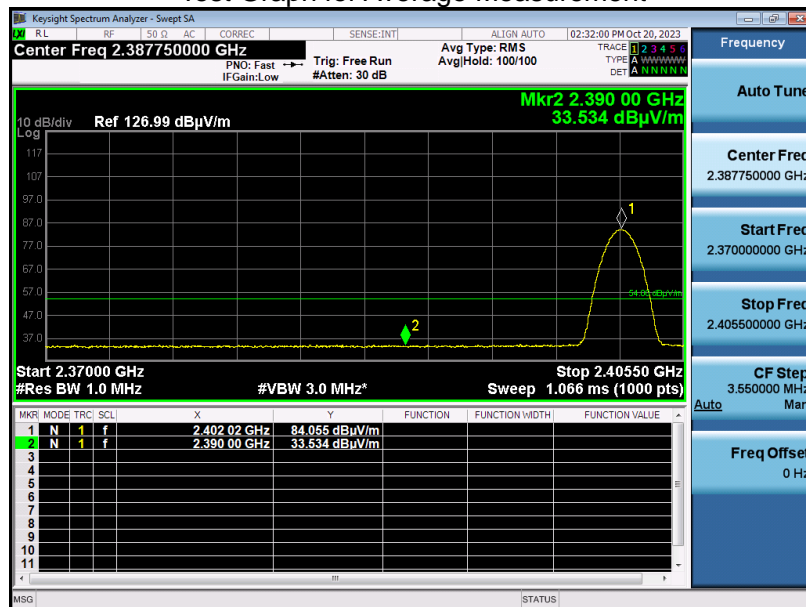 Keysight Spectrum Analyzer - Swept SA
RL RF 50 Ω AC CORREC SENSE:INT ALIGN AUTO 02:32:00 PM Oct 20, 2023
Center Freq 2.387750000 GHz
PNO: Fast
IFGain:Low
Trig: Free Run
#Atten: 30 dB
Avg Type: RMS
Avg|Hold: 100/100
TRACE 1 2 3 4 5 6
TYPE A WWWWW
DET A N N N N N
Mkr2 2.390 00 GHz
33.534 dBµV/m
10 dB/div Ref 126.99 dBµV/m
Log
117
107
97.0
87.0
77.0
67.0
57.0
47.0
37.0
1
2
Start 2.37000 GHz Stop 2.40550 GHz
#Res BW 1.0 MHz #VBW 3.0 MHz* Sweep 1.066 ms (1000 pts)
MKR MODE TRC SCL X Y FUNCTION FUNCTION WIDTH FUNCTION VALUE
1 N 1 f 2.402 02 GHz 84.055 dBµV/m
2 N 1 f 2.390 00 GHz 33.534 dBµV/m
3
4
5
6
7
8
9
10
11
MSG STATUS
Frequency
Auto Tune
Center Freq
2.387750000 GHz
Start Freq
2.370000000 GHz
Stop Freq
2.405500000 GHz
CF Step
3.550000 MHz
Auto Man
Freq Offset
0 Hz